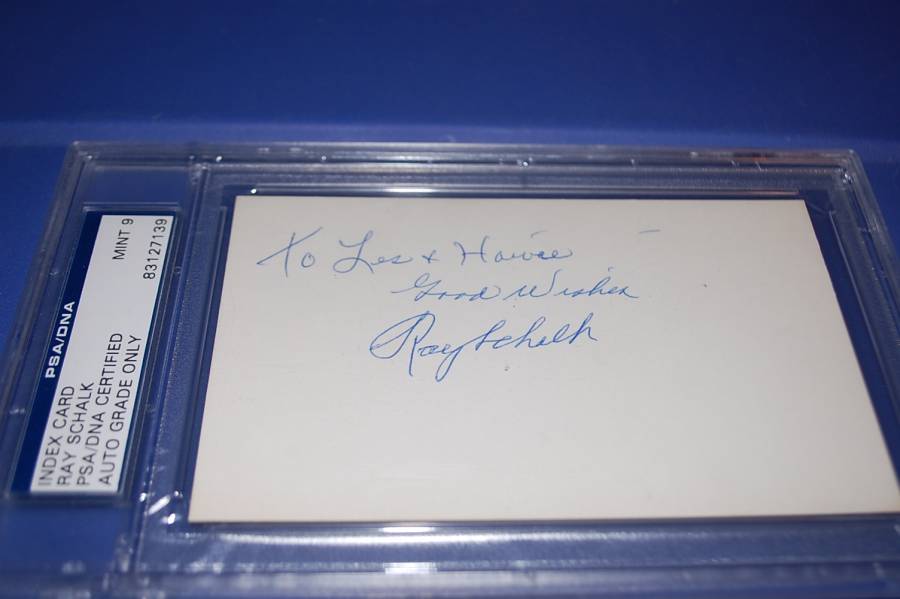 PSA/DNA
INDEX CARD
RAY SCHALK
PSA/DNA CERTIFIED
AUTO GRADE ONLY
MINT 9
83127139
To Les + Howie
Good Wishes
Ray Schalk